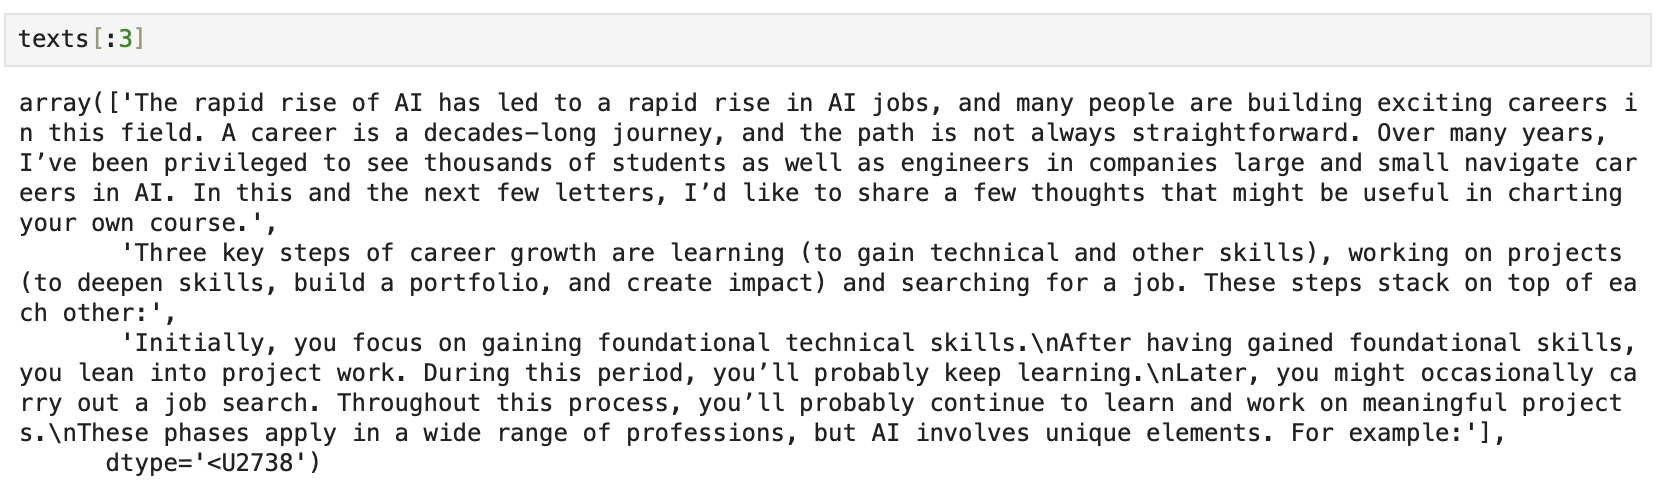 texts[:3]
array(['The rapid rise of AI has led to a rapid rise in AI jobs, and many people are building exciting careers i
n this field. A career is a decades–long journey, and the path is not always straightforward. Over many years,
I’ve been privileged to see thousands of students as well as engineers in companies large and small navigate car
eers in AI. In this and the next few letters, I’d like to share a few thoughts that might be useful in charting
your own course.',
'Three key steps of career growth are learning (to gain technical and other skills), working on projects
(to deepen skills, build a portfolio, and create impact) and searching for a job. These steps stack on top of ea
ch other:',
'Initially, you focus on gaining foundational technical skills.\nAfter having gained foundational skills,
you lean into project work. During this period, you’ll probably keep learning.\nLater, you might occasionally ca
rry out a job search. Throughout this process, you’ll probably continue to learn and work on meaningful project
s.\nThese phases apply in a wide range of professions, but AI involves unique elements. For example:'],
dtype='<U2738')